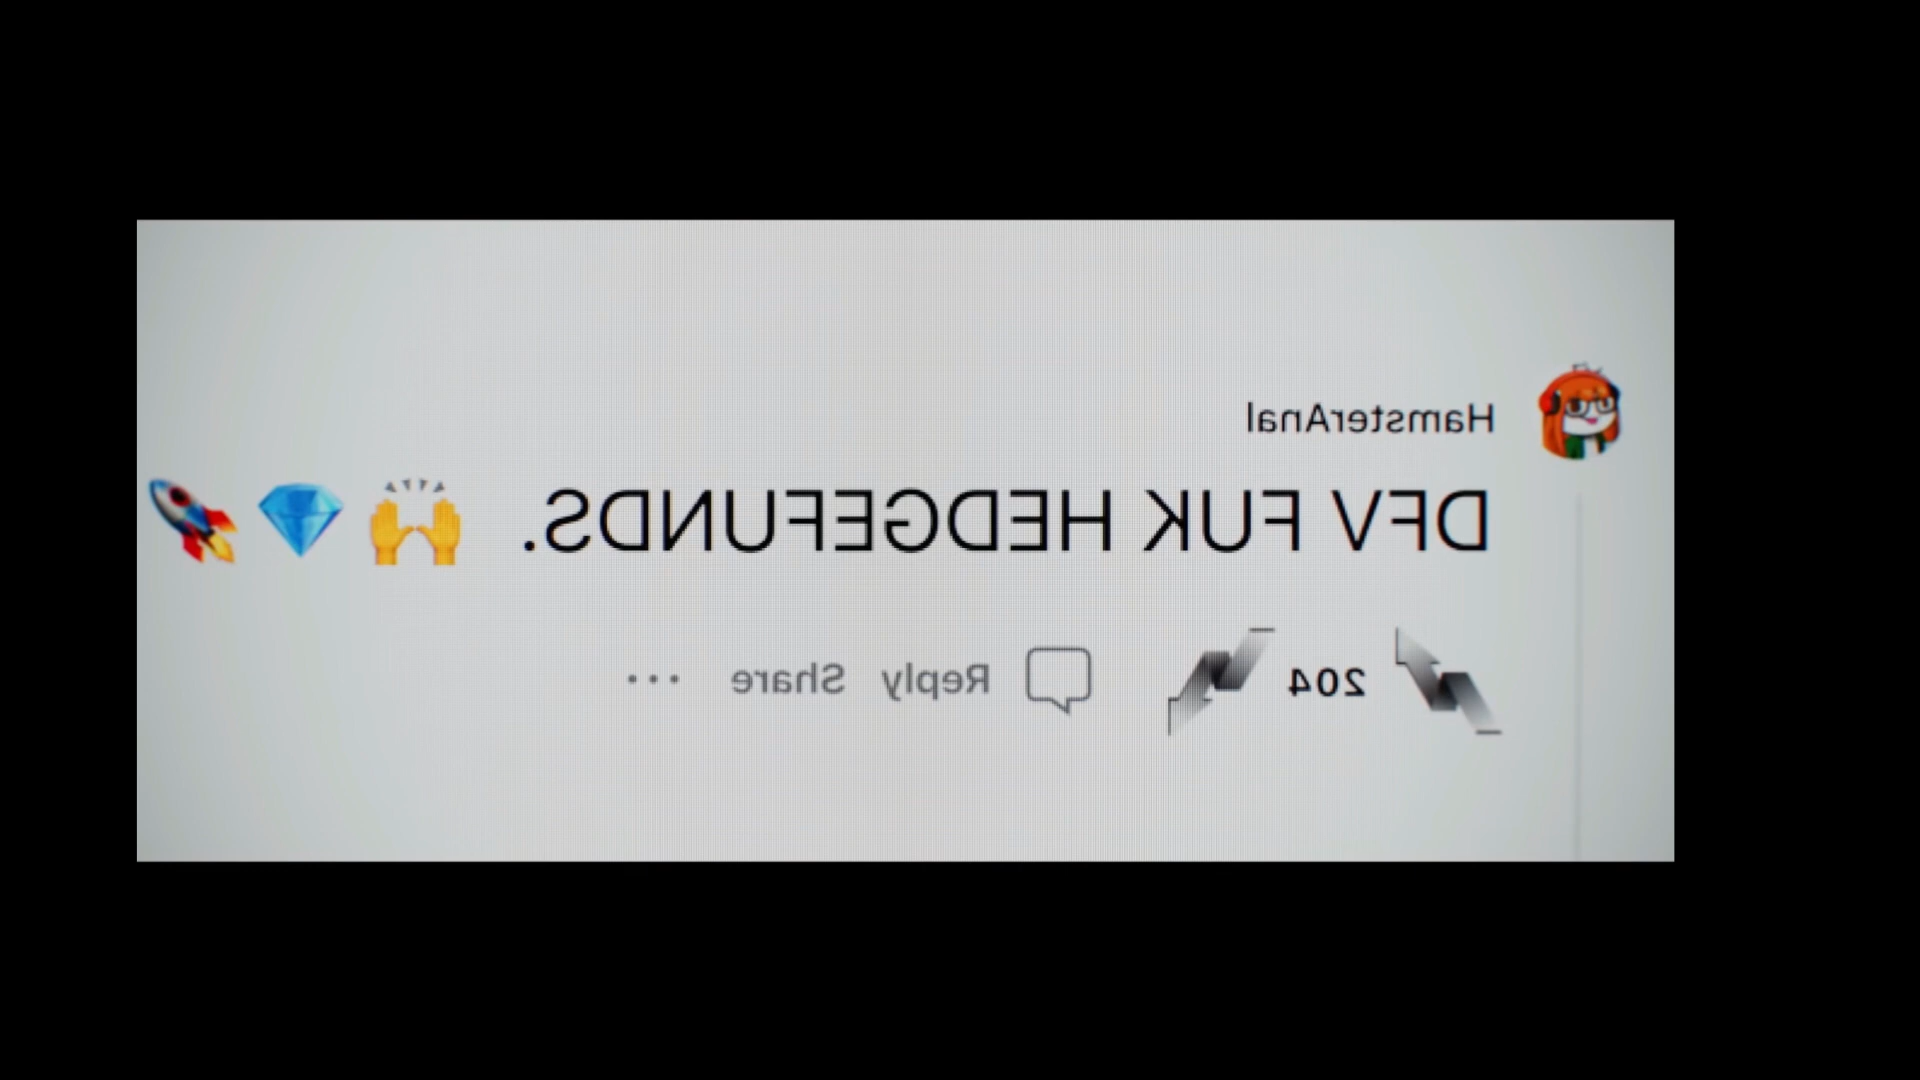 HamsterAnal
DFV FUK HEDGEFUNDS. 🙌 💎 🚀
204 Reply Share ...